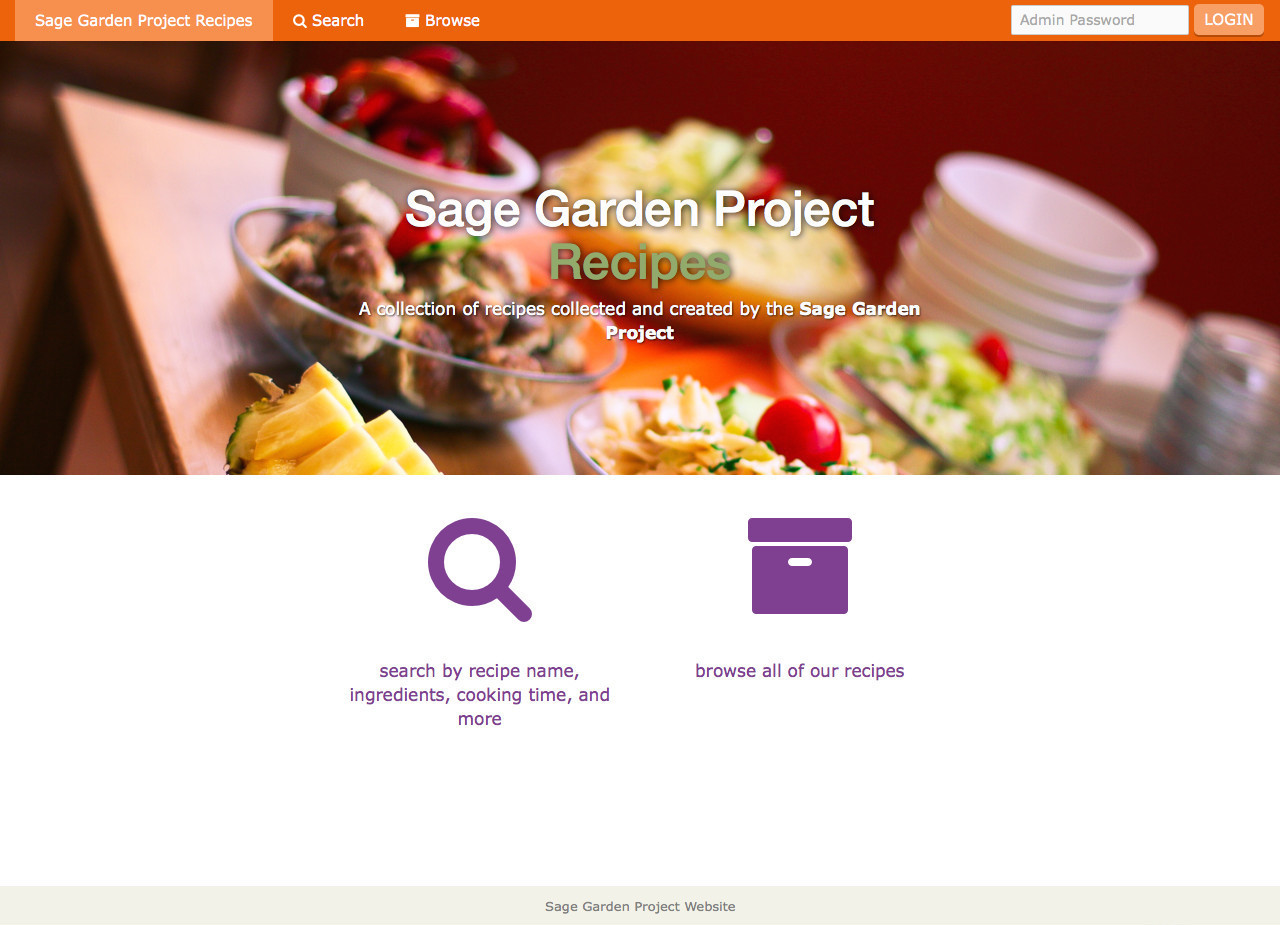 Sage Garden Project Recipes
Search
Browse
Admin Password
LOGIN
Sage Garden Project
Recipes
A collection of recipes collected and created by the Sage Garden
Project
search by recipe name,
ingredients, cooking time, and
more
browse all of our recipes
Sage Garden Project Website